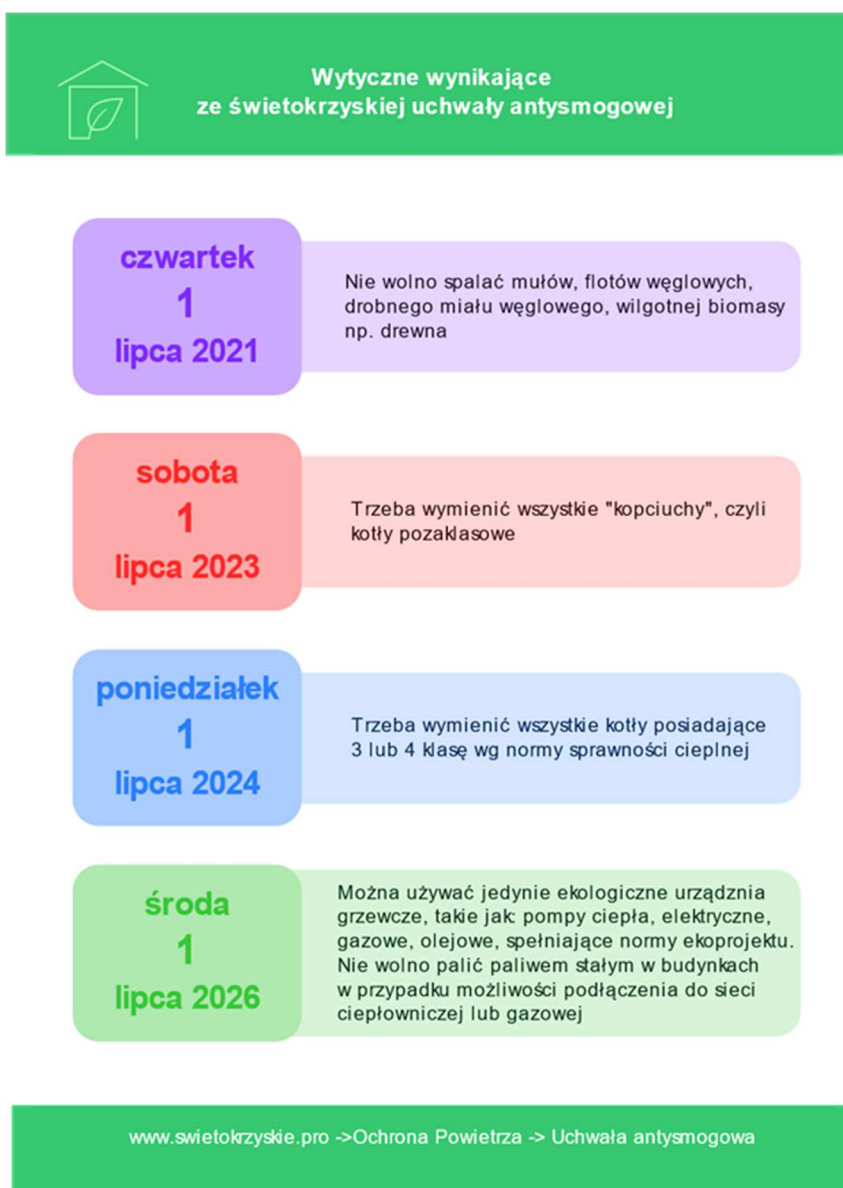 Wytyczne wynikające
ze świetokrzyskiej uchwały antysmogowej
czwartek
1
lipca 2021
Nie wolno spalać mułów, flotów węglowych,
drobnego miału węglowego, wilgotnej biomasy
np. drewna
sobota
1
lipca 2023
Trzeba wymienić wszystkie "kopciuchy", czyli
kotły pozaklasowe
poniedziałek
1
lipca 2024
Trzeba wymienić wszystkie kotły posiadające
3 lub 4 klasę wg normy sprawności cieplnej
środa
1
lipca 2026
Można używać jedynie ekologiczne urządznia
grzewcze, takie jak: pompy ciepła, elektryczne,
gazowe, olejowe, spełniające normy ekoprojektu.
Nie wolno palić paliwem stałym w budynkach
w przypadku możliwości podłączenia do sieci
ciepłowniczej lub gazowej
www.swietokrzyskie.pro ->Ochrona Powietrza -> Uchwała antysmogowa